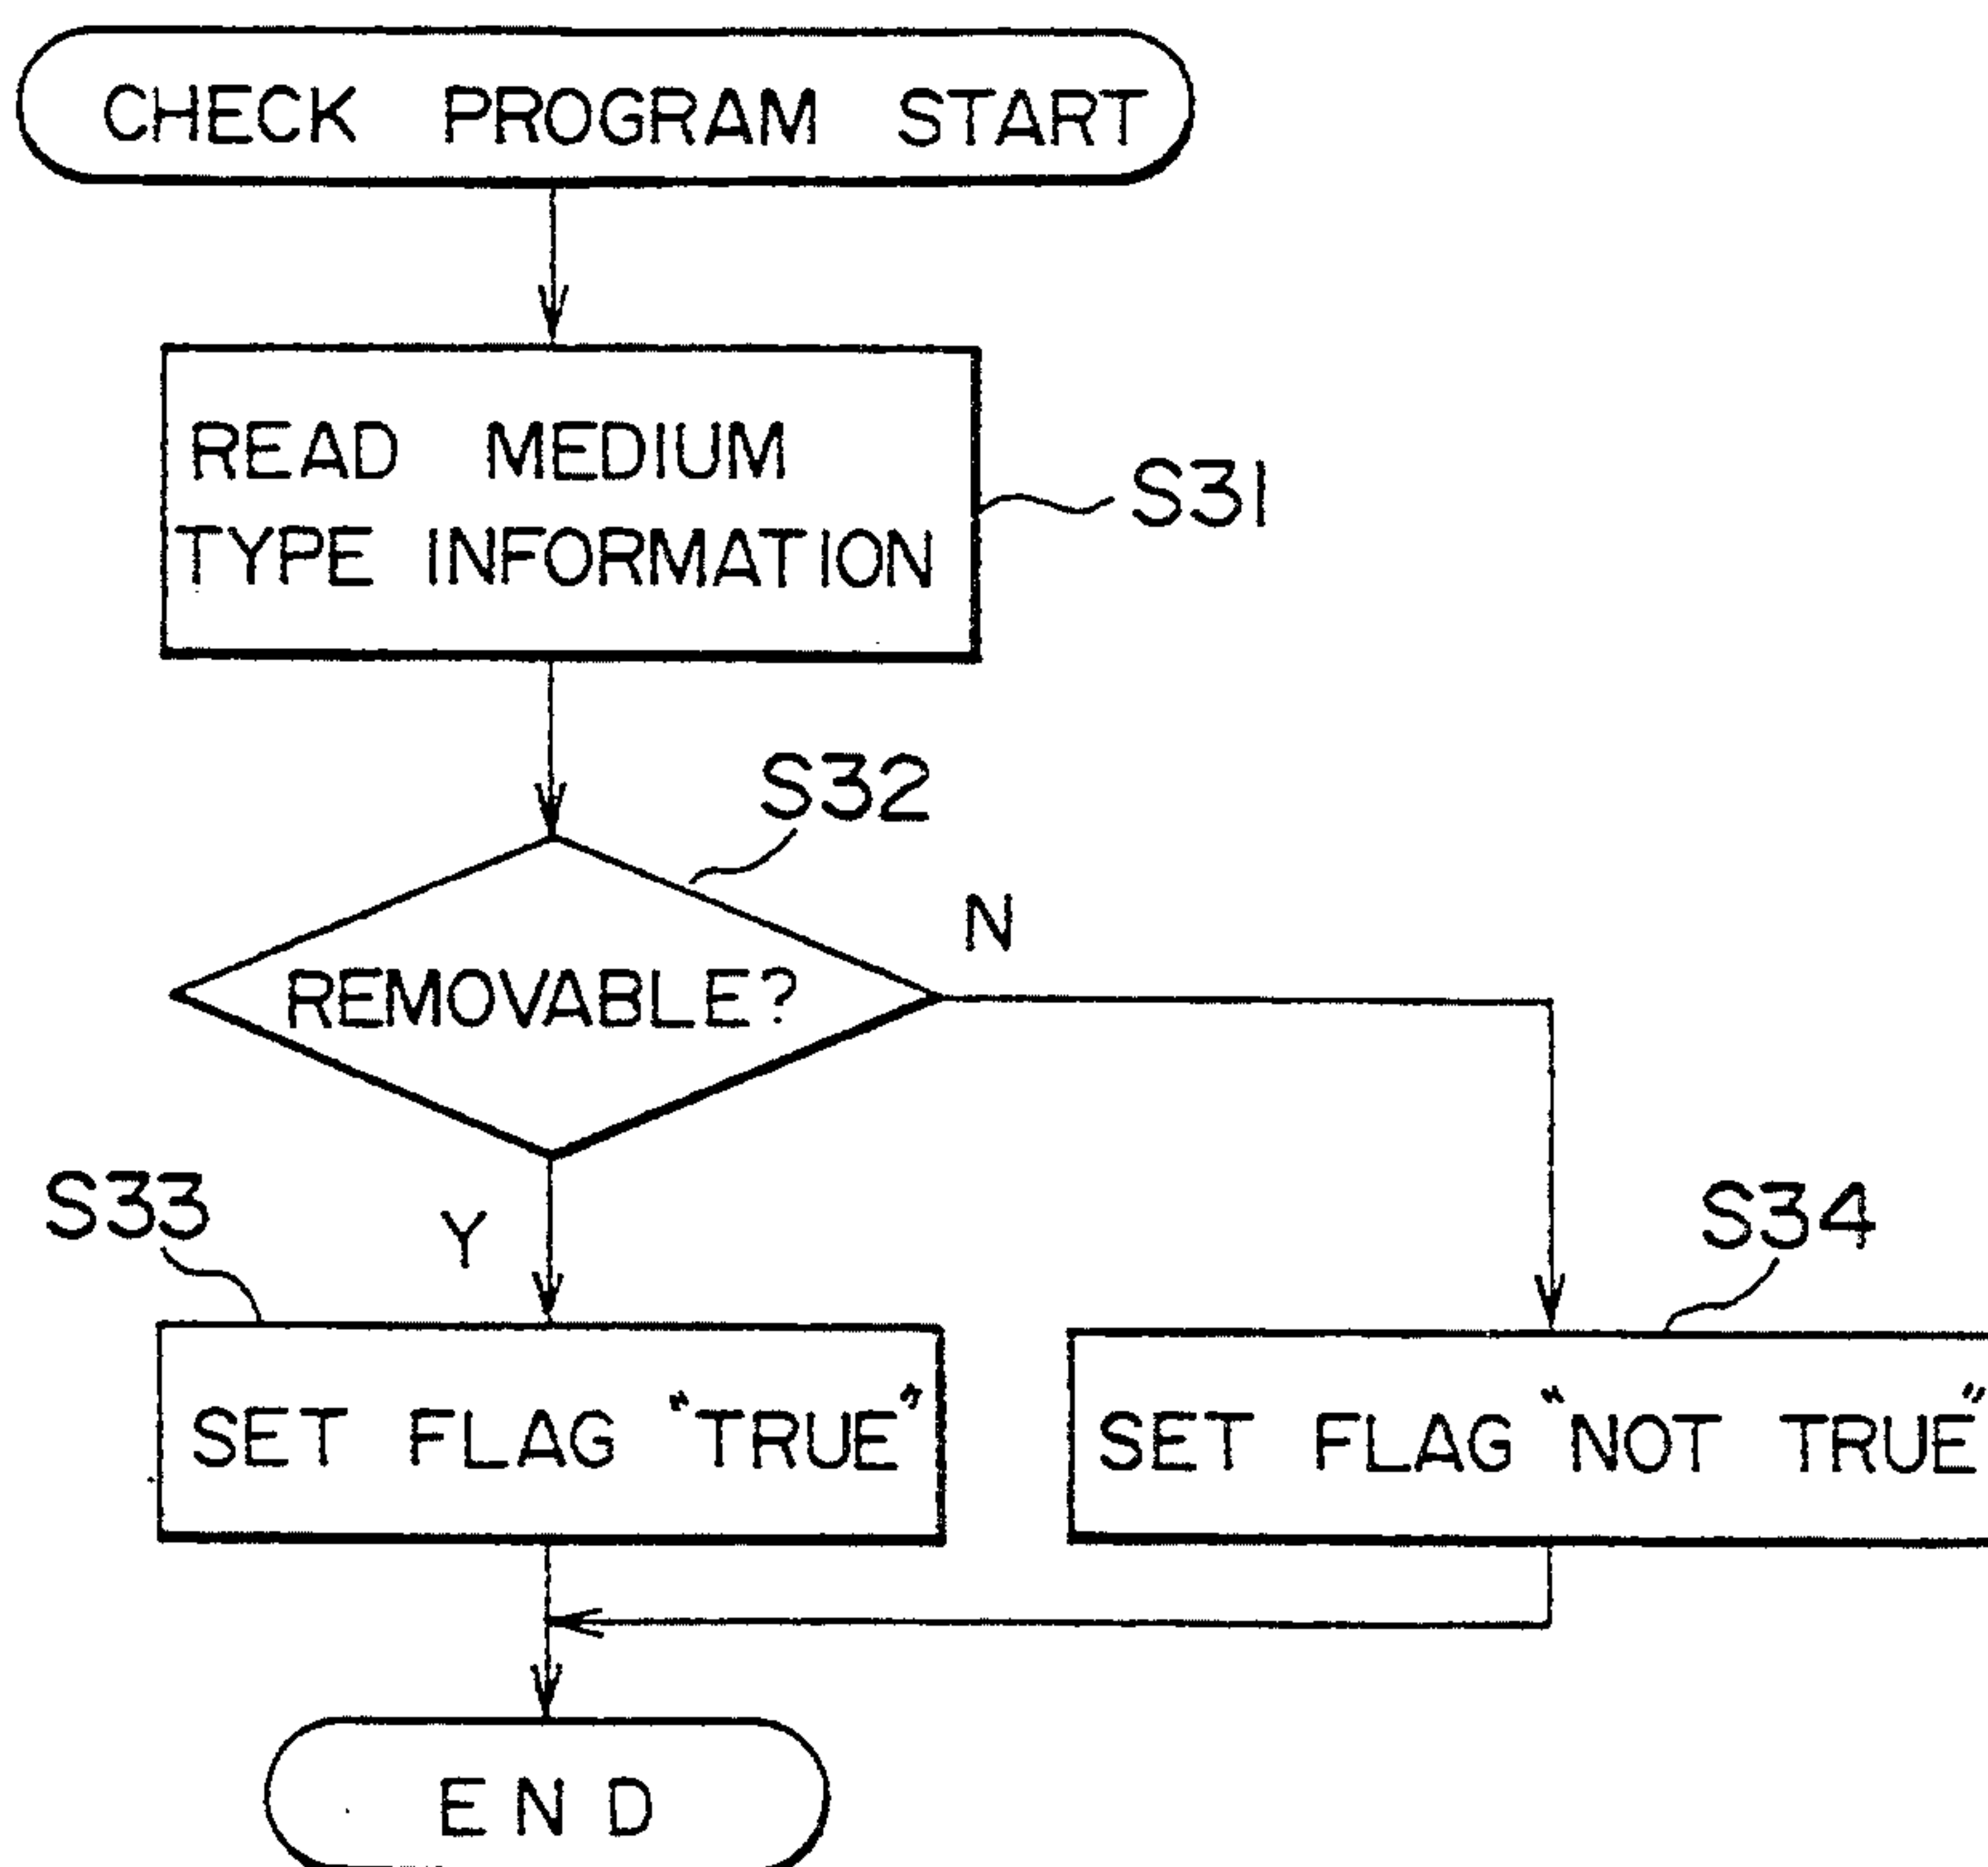 CHECK PROGRAM START
READ MEDIUM
TYPE INFORMATION
S31
S32
REMOVABLE?
N
Y
S33
S34
SET FLAG "TRUE"
SET FLAG "NOT TRUE"
END